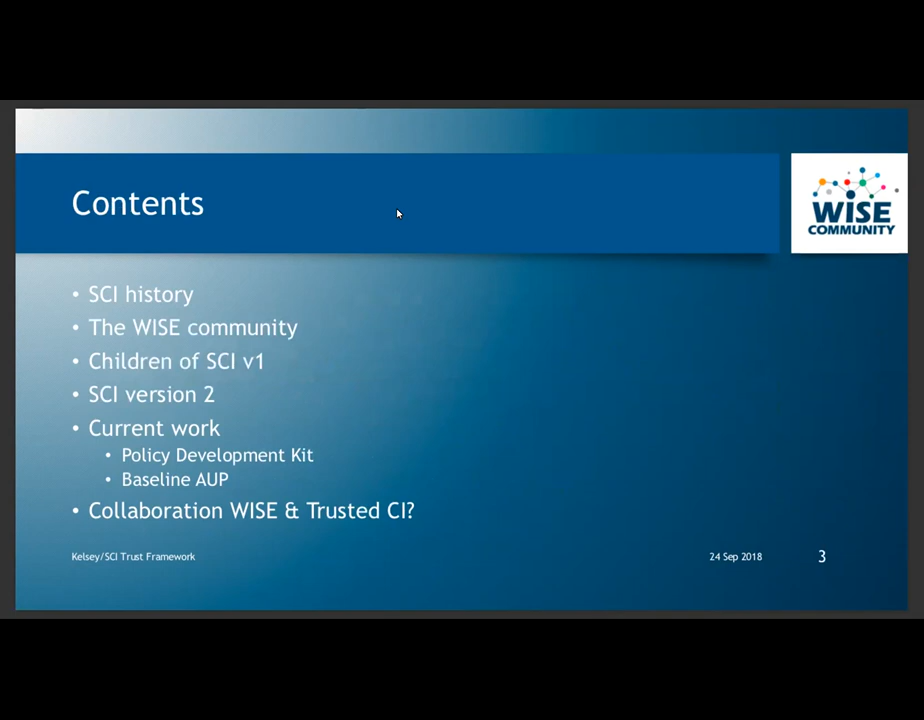 Contents
WISE
COMMUNITY
• SCI history
• The WISE community
• Children of SCI v1
• SCI version 2
• Current work
• Policy Development Kit
• Baseline AUP
• Collaboration WISE & Trusted CI?
Kelsey/SCI Trust Framework
24 Sep 2018
3